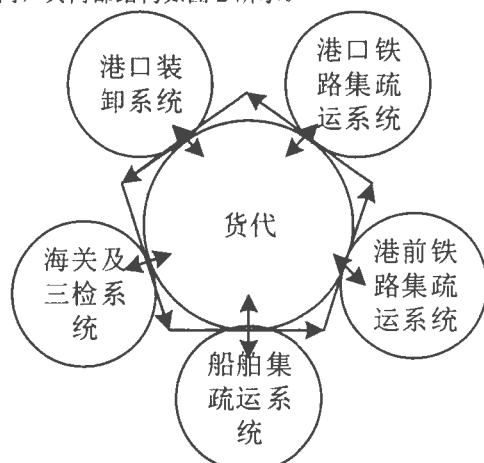 港口装
卸系统
港口铁
路集疏
运系统
货代
海关及
三检系
统
港前铁
路集疏
运系统
船舶集
疏运系
统